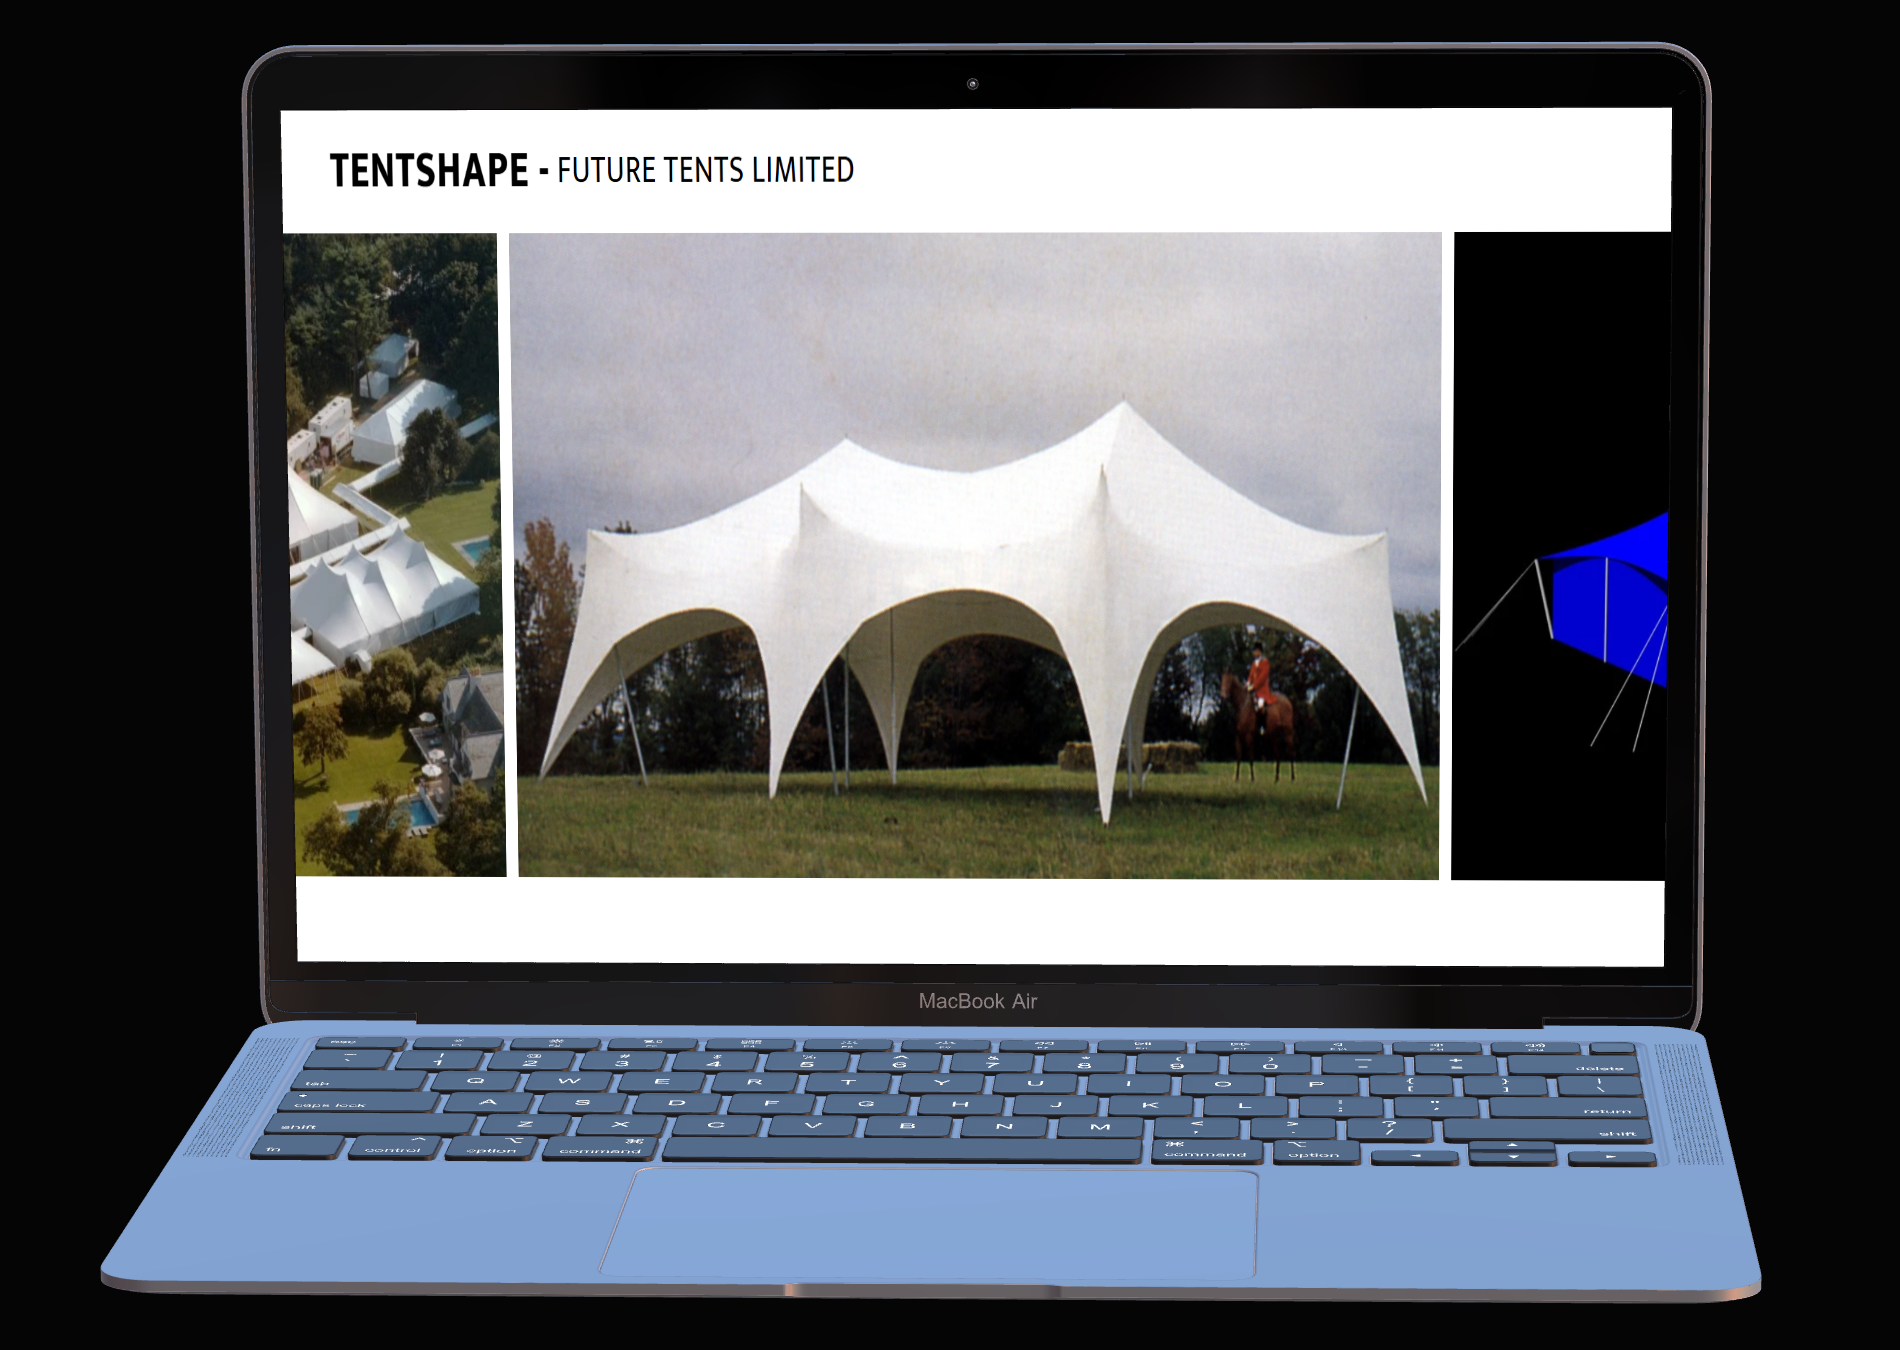 TENTSHAPE - FUTURE TENTS LIMITED
MacBook Air
! @ # $ % ^ & * ( ) — +
1 2 3 4 5 6 7 8 9 0 - = delete
tab Q W E R T Y U I O P { [ } ] | \
caps lock A S D F G H J K L : ; " ' return
shift Z X C V B N M < , > . ? / shift
fn control option command command option